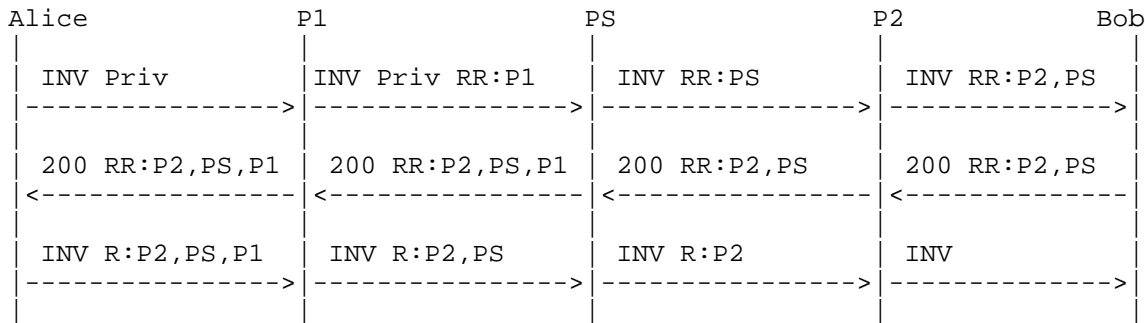 Alice P1 PS P2 Bob
INV Priv INV Priv RR:P1 INV RR:PS INV RR:P2,PS
200 RR:P2,PS,P1 200 RR:P2,PS,P1 200 RR:P2,PS 200 RR:P2,PS
INV R:P2,PS,P1 INV R:P2,PS INV R:P2 INV